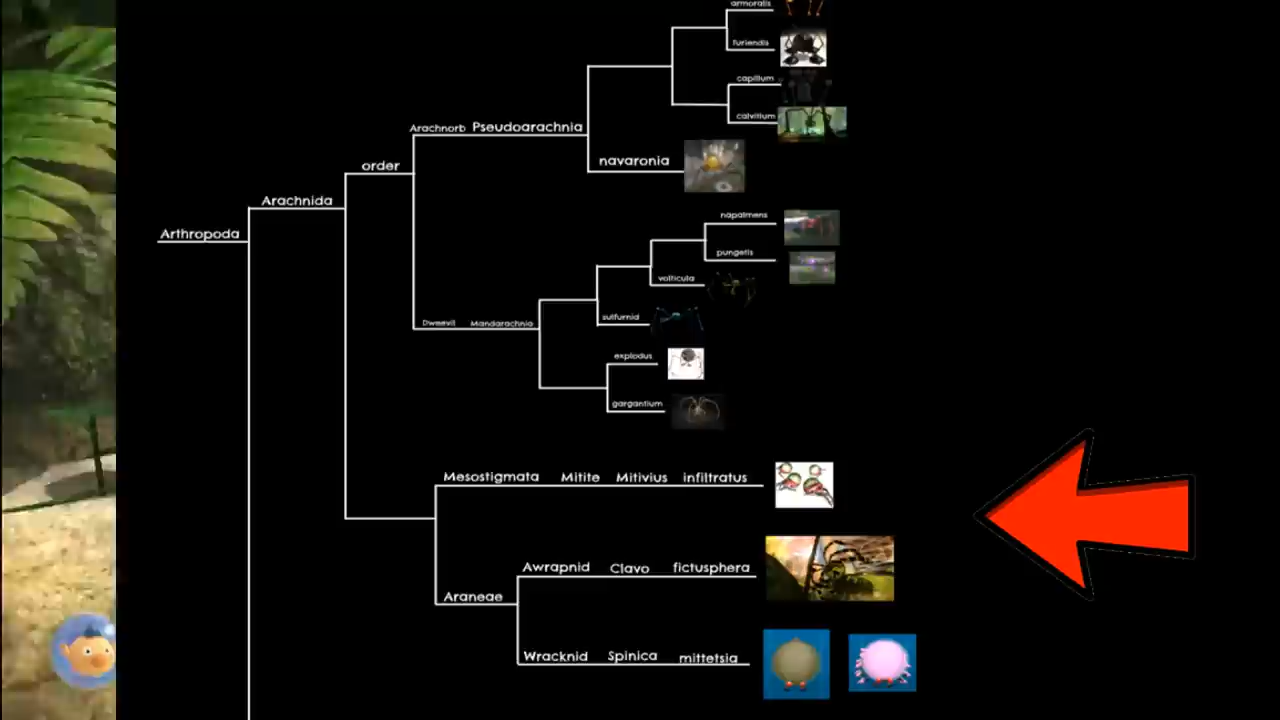 armoralis
furiendis
capillum
calvitium
Arachnorb Pseudoarachnia
navaronia
order
Arachnida
napalmens
Arthropoda
pungetis
volticula
sulfurnid
Dweevil Mandarachnia
explodus
gargantium
Mesostigmata Mitite Mitivius infiltratus
Awrapnid Clavo fictusphera
Araneae
Wracknid Spinica mittetsia